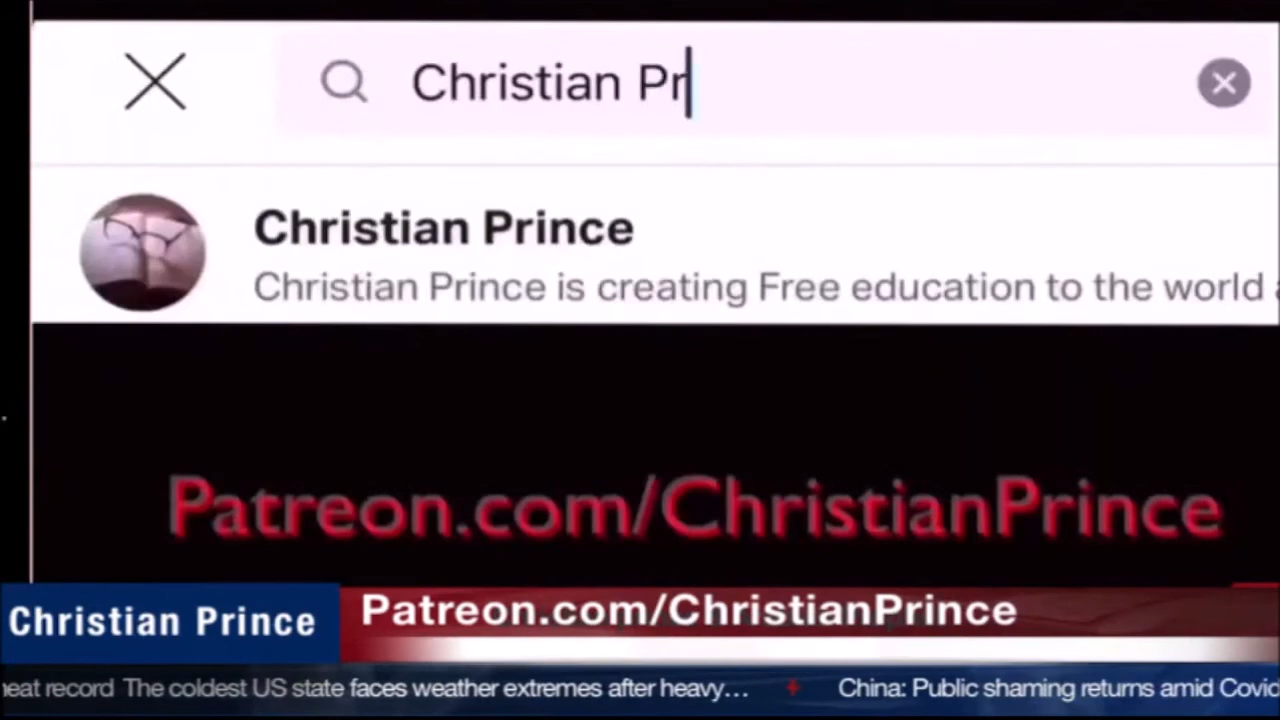 Christian Pr
Christian Prince
Christian Prince is creating Free education to the world
Patreon.com/ChristianPrince
Christian Prince
Patreon.com/ChristianPrince
record The coldest US state faces weather extremes after heavy…
China: Public shaming returns amid Covid